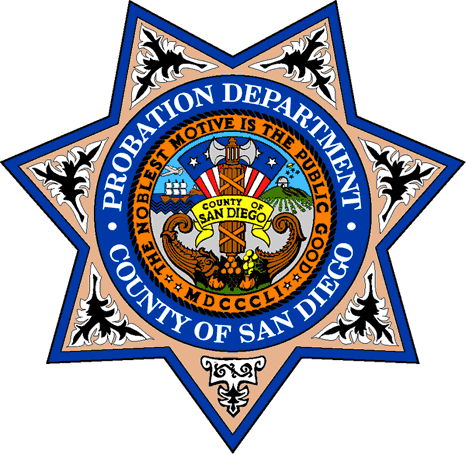 PROBATION DEPARTMENT
THE NOBLEST MOTIVE IS THE PUBLIC GOOD
COUNTY OF
SAN DIEGO
MDCCCLI
COUNTY OF SAN DIEGO